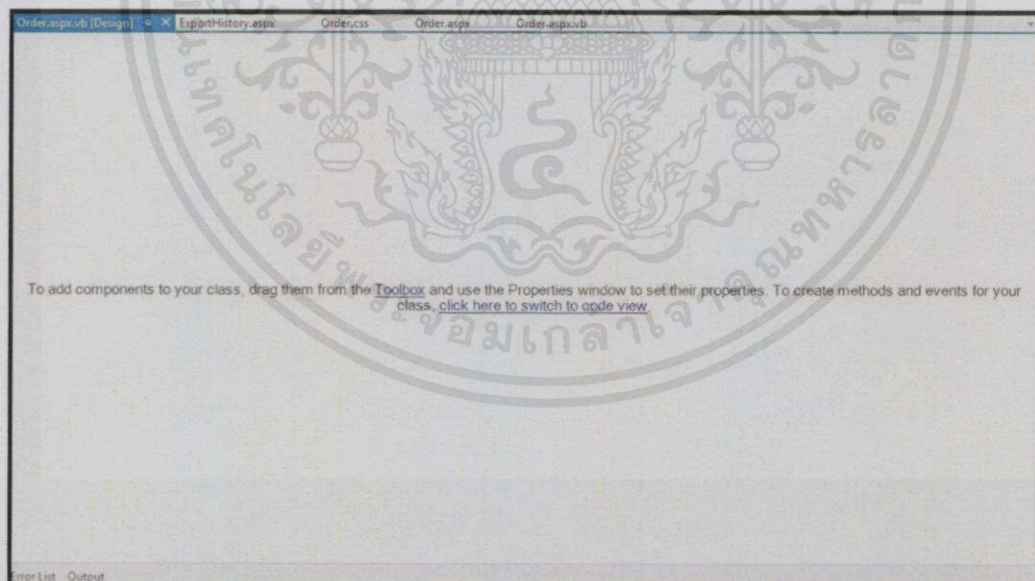 Order.aspx.vb [Design] ExportHistory.aspx Order.css Order.aspx Order.aspx.vb
To add components to your class, drag them from the Toolbox and use the Properties window to set their properties. To create methods and events for your
class, click here to switch to code view.
Error List Output